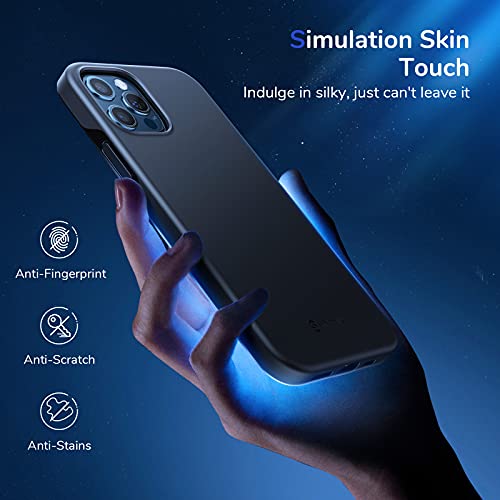 Simulation Skin
Touch
Indulge in silky, just can't leave it
Anti-Fingerprint
Anti-Scratch
Anti-Stains